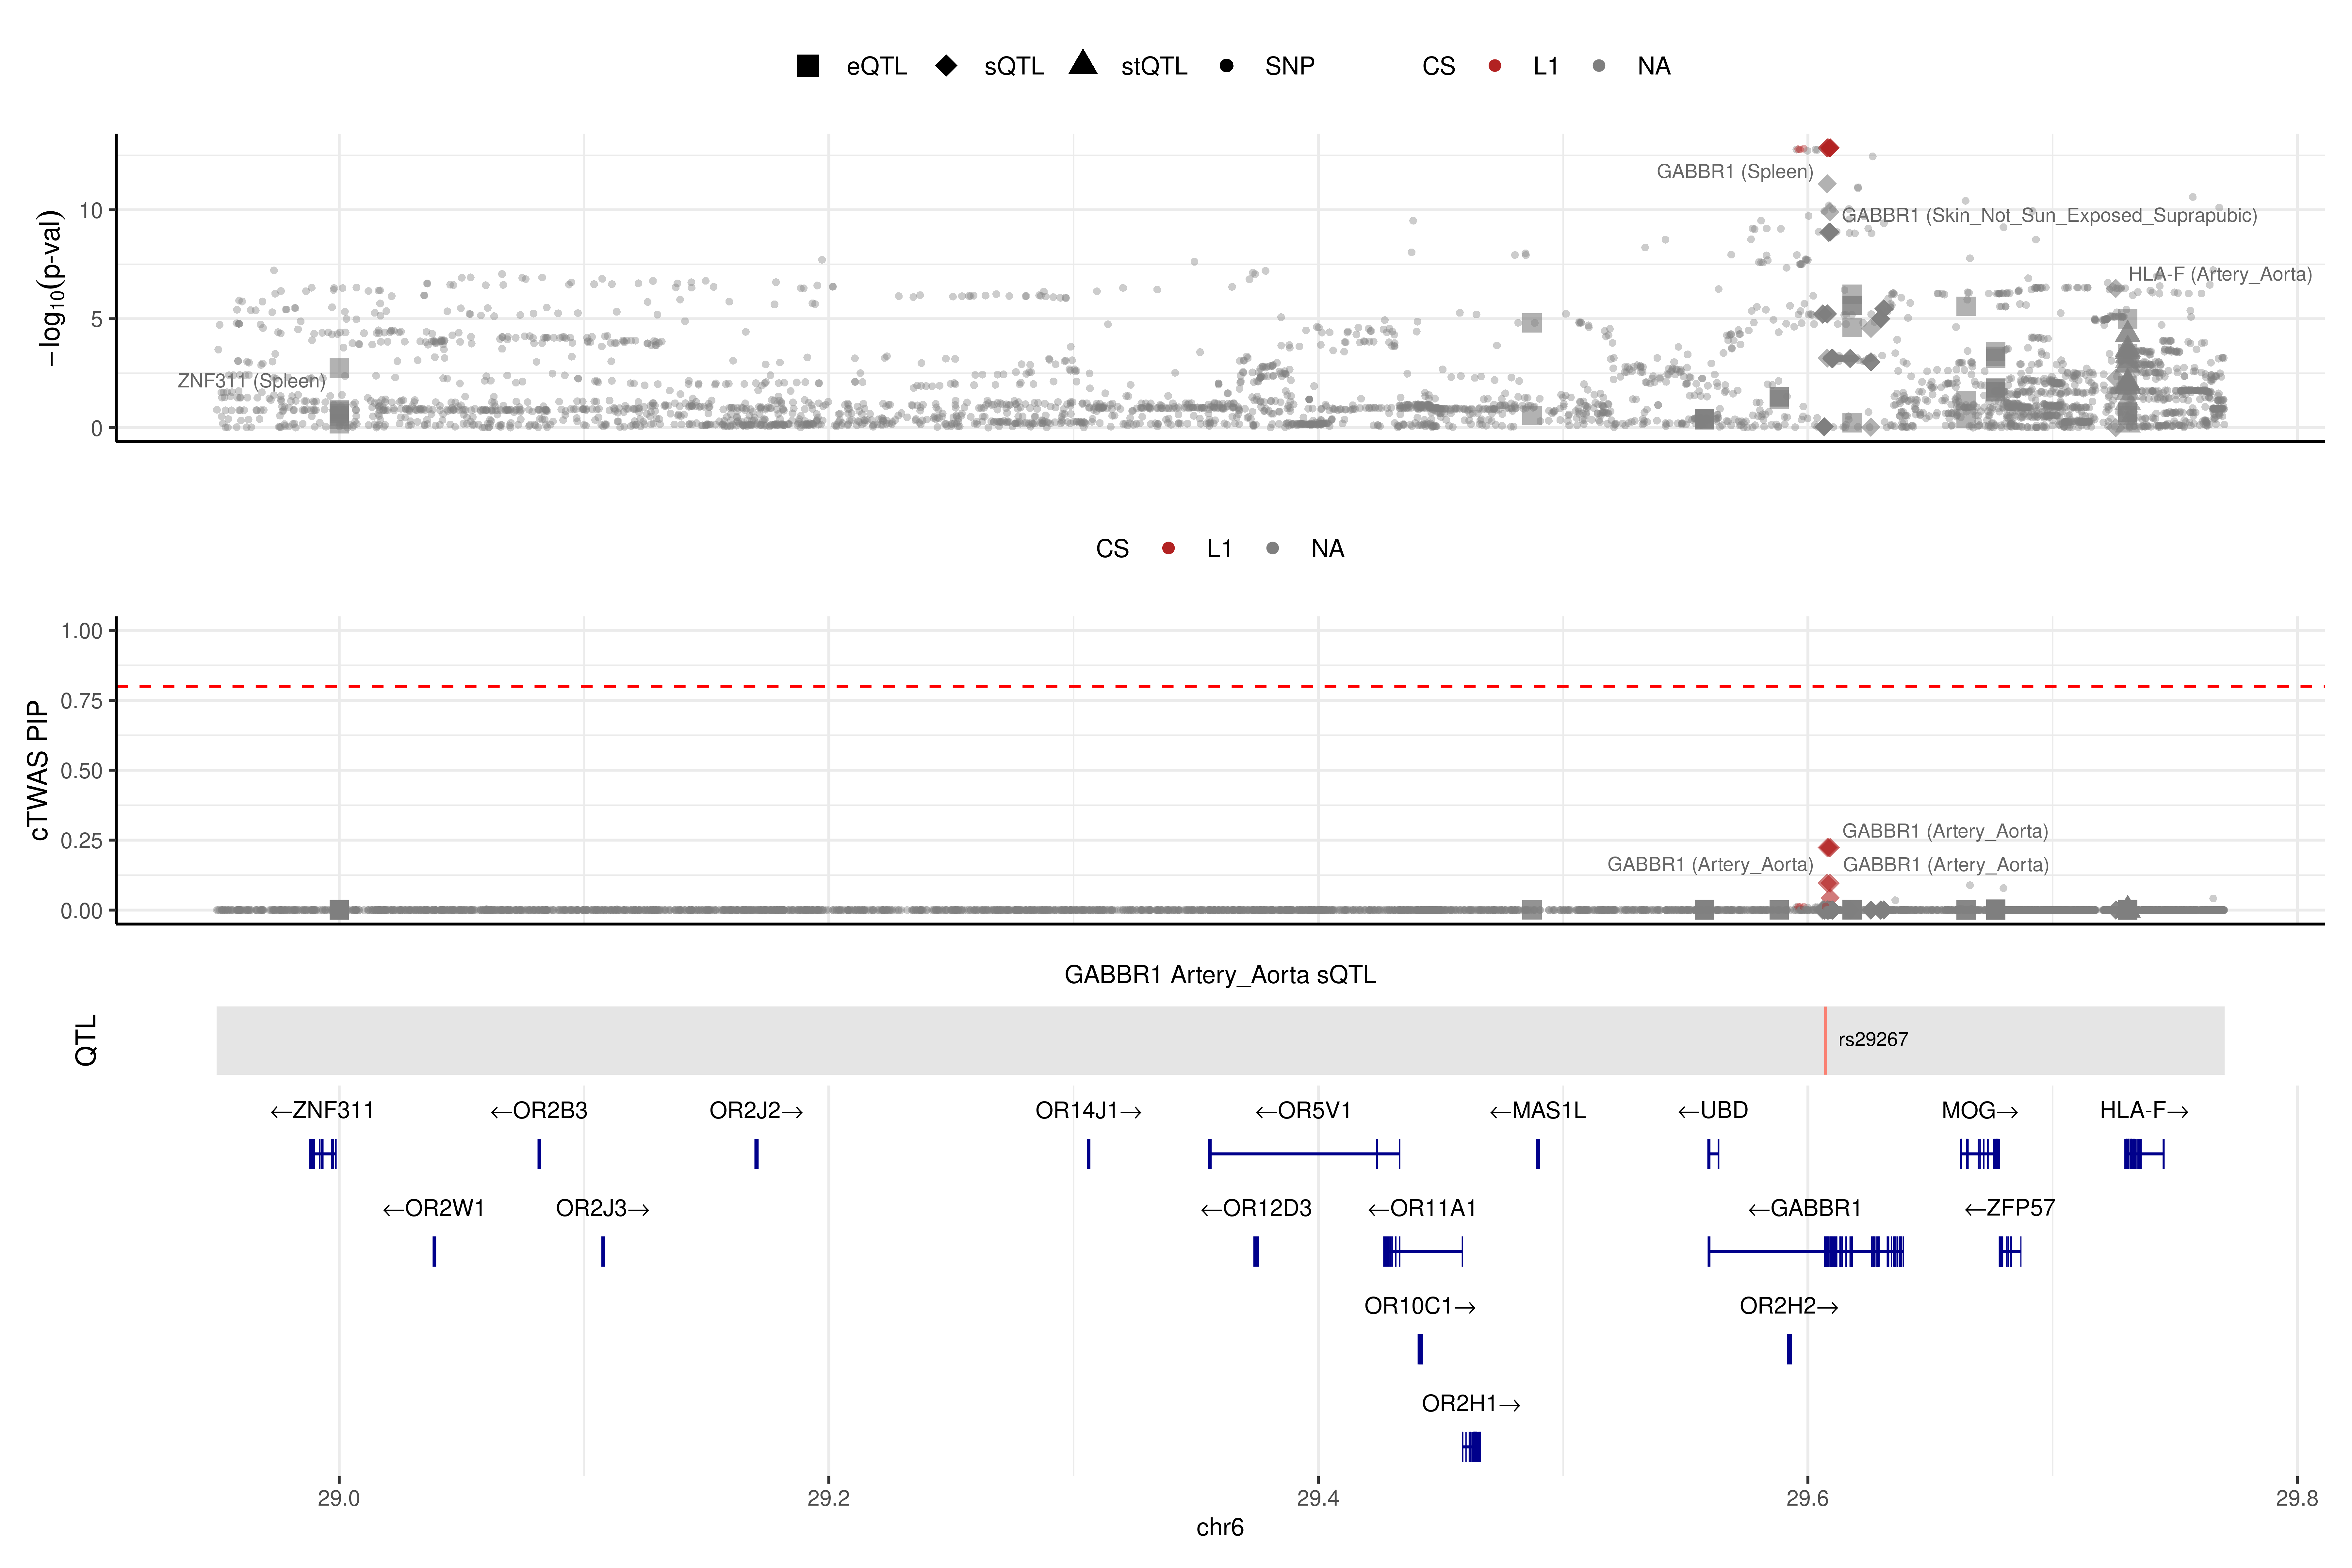 eQTL sQTL stQTL SNP CS L1 NA
−log10(p-val)
10
5
0
GABBR1 (Spleen)
GABBR1 (Skin_Not_Sun_Exposed_Suprapubic)
HLA-F (Artery_Aorta)
ZNF311 (Spleen)
CS L1 NA
cTWAS PIP
1.00
0.75
0.50
0.25
0.00
GABBR1 (Artery_Aorta)
GABBR1 (Artery_Aorta) GABBR1 (Artery_Aorta)
GABBR1 Artery_Aorta sQTL
QTL
rs29267
←ZNF311 ←OR2B3 OR2J2→ OR14J1→ ←OR5V1 ←MAS1L ←UBD MOG→ HLA-F→
←OR2W1 OR2J3→ ←OR12D3 ←OR11A1 ←GABBR1 ←ZFP57
OR10C1→ OR2H2→
OR2H1→
29.0 29.2 29.4 29.6 29.8
chr6